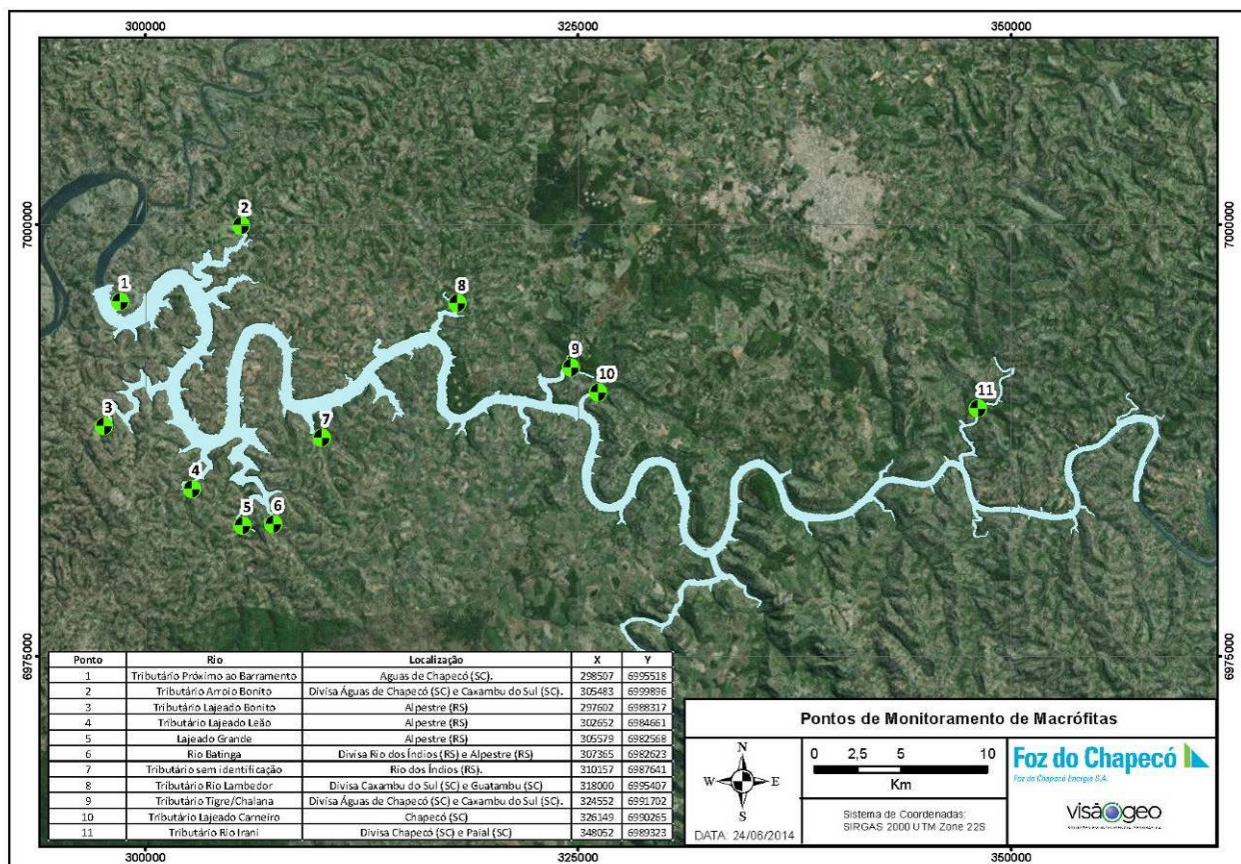 300000 325000 350000
7000000 7000000
2
1
8
9
10
3
11
7
4
5 6
6975000 6975000
Ponto Rio Localização X Y
1 Tributário Próximo ao Barramento Aguas de Chapecó (SC). 298507 6995518
2 Tributário Arroio Bonito Divisa Águas de Chapecó (SC) e Caxambu do Sul (SC). 305483 6999896
3 Tributário Lajeado Bonito Alpestre (RS) 297602 6988317
4 Tributário Lajeado Leão Alpestre (RS) 302652 6984661
5 Lajeado Grande Alpestre (RS) 305579 6982568
6 Rio Batinga Divisa Rio dos Índios (RS) e Alpestre (RS) 307365 6982623
7 Tributário sem identificação Rio dos Índios (RS). 310157 6987641
8 Tributário Rio Lambedor Divisa Caxambu do Sul (SC) e Guatambu (SC) 318000 6995407
9 Tributário Tigre/Chalana Divisa Águas de Chapecó (SC) e Caxambu do Sul (SC). 324552 6991702
10 Tributário Lajeado Carneiro Chapecó (SC) 326149 6990265
11 Tributário Rio Irani Divisa Chapecó (SC) e Paial (SC) 348052 6989323
Pontos de Monitoramento de Macrófitas
N
W E
S
DATA: 24/06/2014
0 2,5 5 10
Km
Sistema de Coordenadas:
SIRGAS 2000 UTM Zone 22S
Foz do Chapecó
Foz do Chapecó Energia S.A.
visãogeo
300000 325000 350000